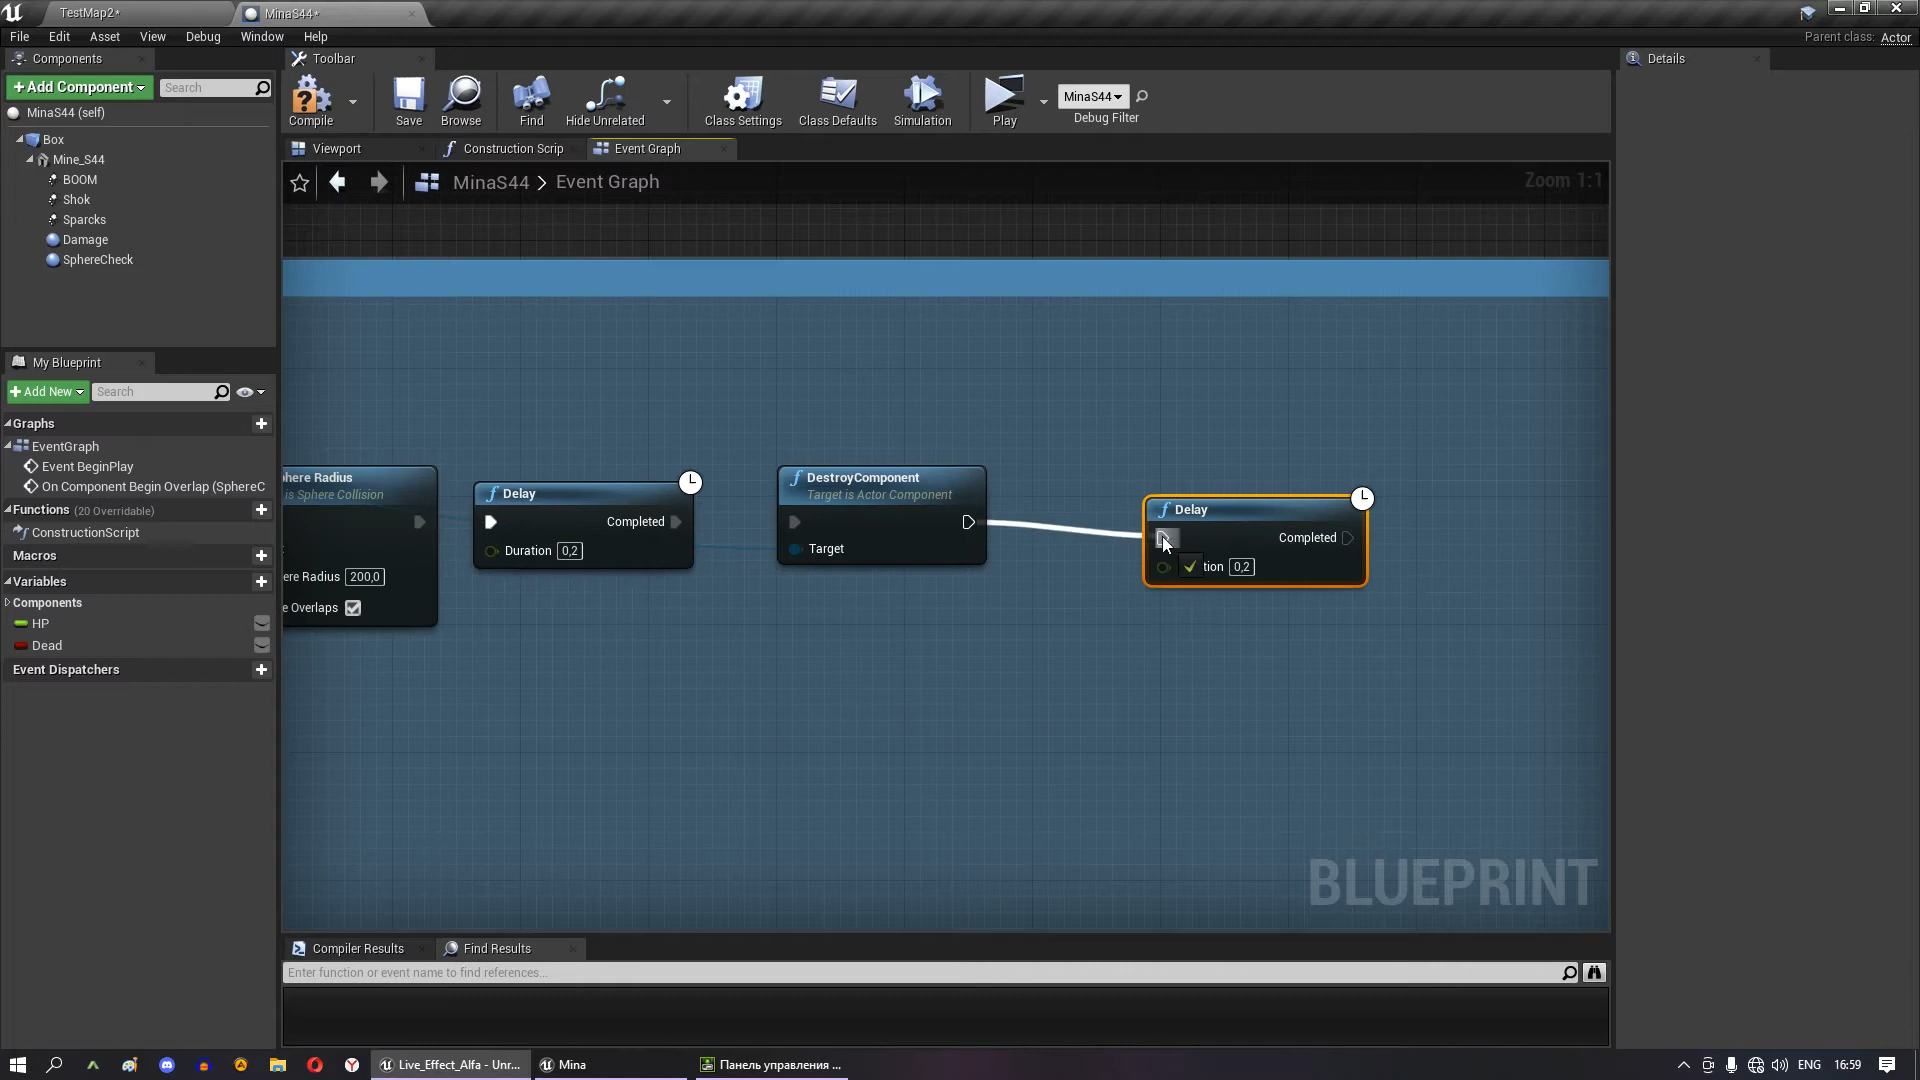 TestMap2*
MinaS44*
File Edit Asset View Debug Window Help
Parent class: Actor
Components
Toolbar
Details
+Add Component
Search
MinaS44 (self)
Box
Mine_S44
BOOM
Shok
Sparcks
Damage
SphereCheck
Compile
Save
Browse
Find
Hide Unrelated
Class Settings
Class Defaults
Simulation
Play
MinaS44
Debug Filter
Viewport
Construction Scrip
Event Graph
MinaS44 > Event Graph
Zoom 1:1
My Blueprint
+Add New
Search
Graphs
EventGraph
Event BeginPlay
On Component Begin Overlap (SphereC
Functions (20 Overridable)
ConstructionScript
Macros
Variables
Components
HP
Dead
Event Dispatchers
here Radius
is Sphere Collision
ere Radius 200,0
e Overlaps
Delay
Completed
Duration 0,2
DestroyComponent
Target is Actor Component
Target
Delay
Completed
tion 0,2
BLUEPRINT
Compiler Results
Find Results
Enter function or event name to find references...
Live_Effect_Alfa - Unr...
Mina
Панель управления ...
ENG
16:59